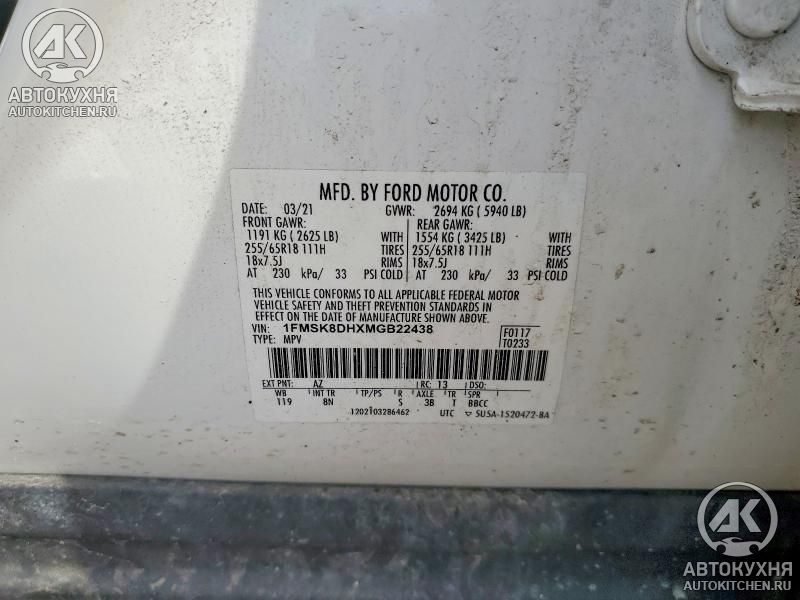 AK
АВТОКУХНЯ
AUTOKITCHEN.RU
MFD. BY FORD MOTOR CO.
DATE: 03/21 GVWR: 2694 KG ( 5940 LB)
FRONT GAWR: REAR GAWR:
1191 KG ( 2625 LB) WITH 1554 KG ( 3425 LB) WITH
255/65R18 111H TIRES 255/65R18 111H TIRES
18x7.5J RIMS 18x7.5J RIMS
AT 230 kPa/ 33 PSI COLD AT 230 kPa/ 33 PSI COLD
THIS VEHICLE CONFORMS TO ALL APPLICABLE FEDERAL MOTOR
VEHICLE SAFETY AND THEFT PREVENTION STANDARDS IN
EFFECT ON THE DATE OF MANUFACTURE SHOWN ABOVE.
VIN: 1FMSK8DHXMGB22438 F0117
TYPE: MPV T0233
EXT PNT: AZ RC: 13 DSO:
WB INT TR TP/PS R AXLE TR SPR
119 8N S 3B T BBCC
1202103286462 UTC ▽ SU5A-1520472-BA
AK
АВТОКУХНЯ
AUTOKITCHEN.RU